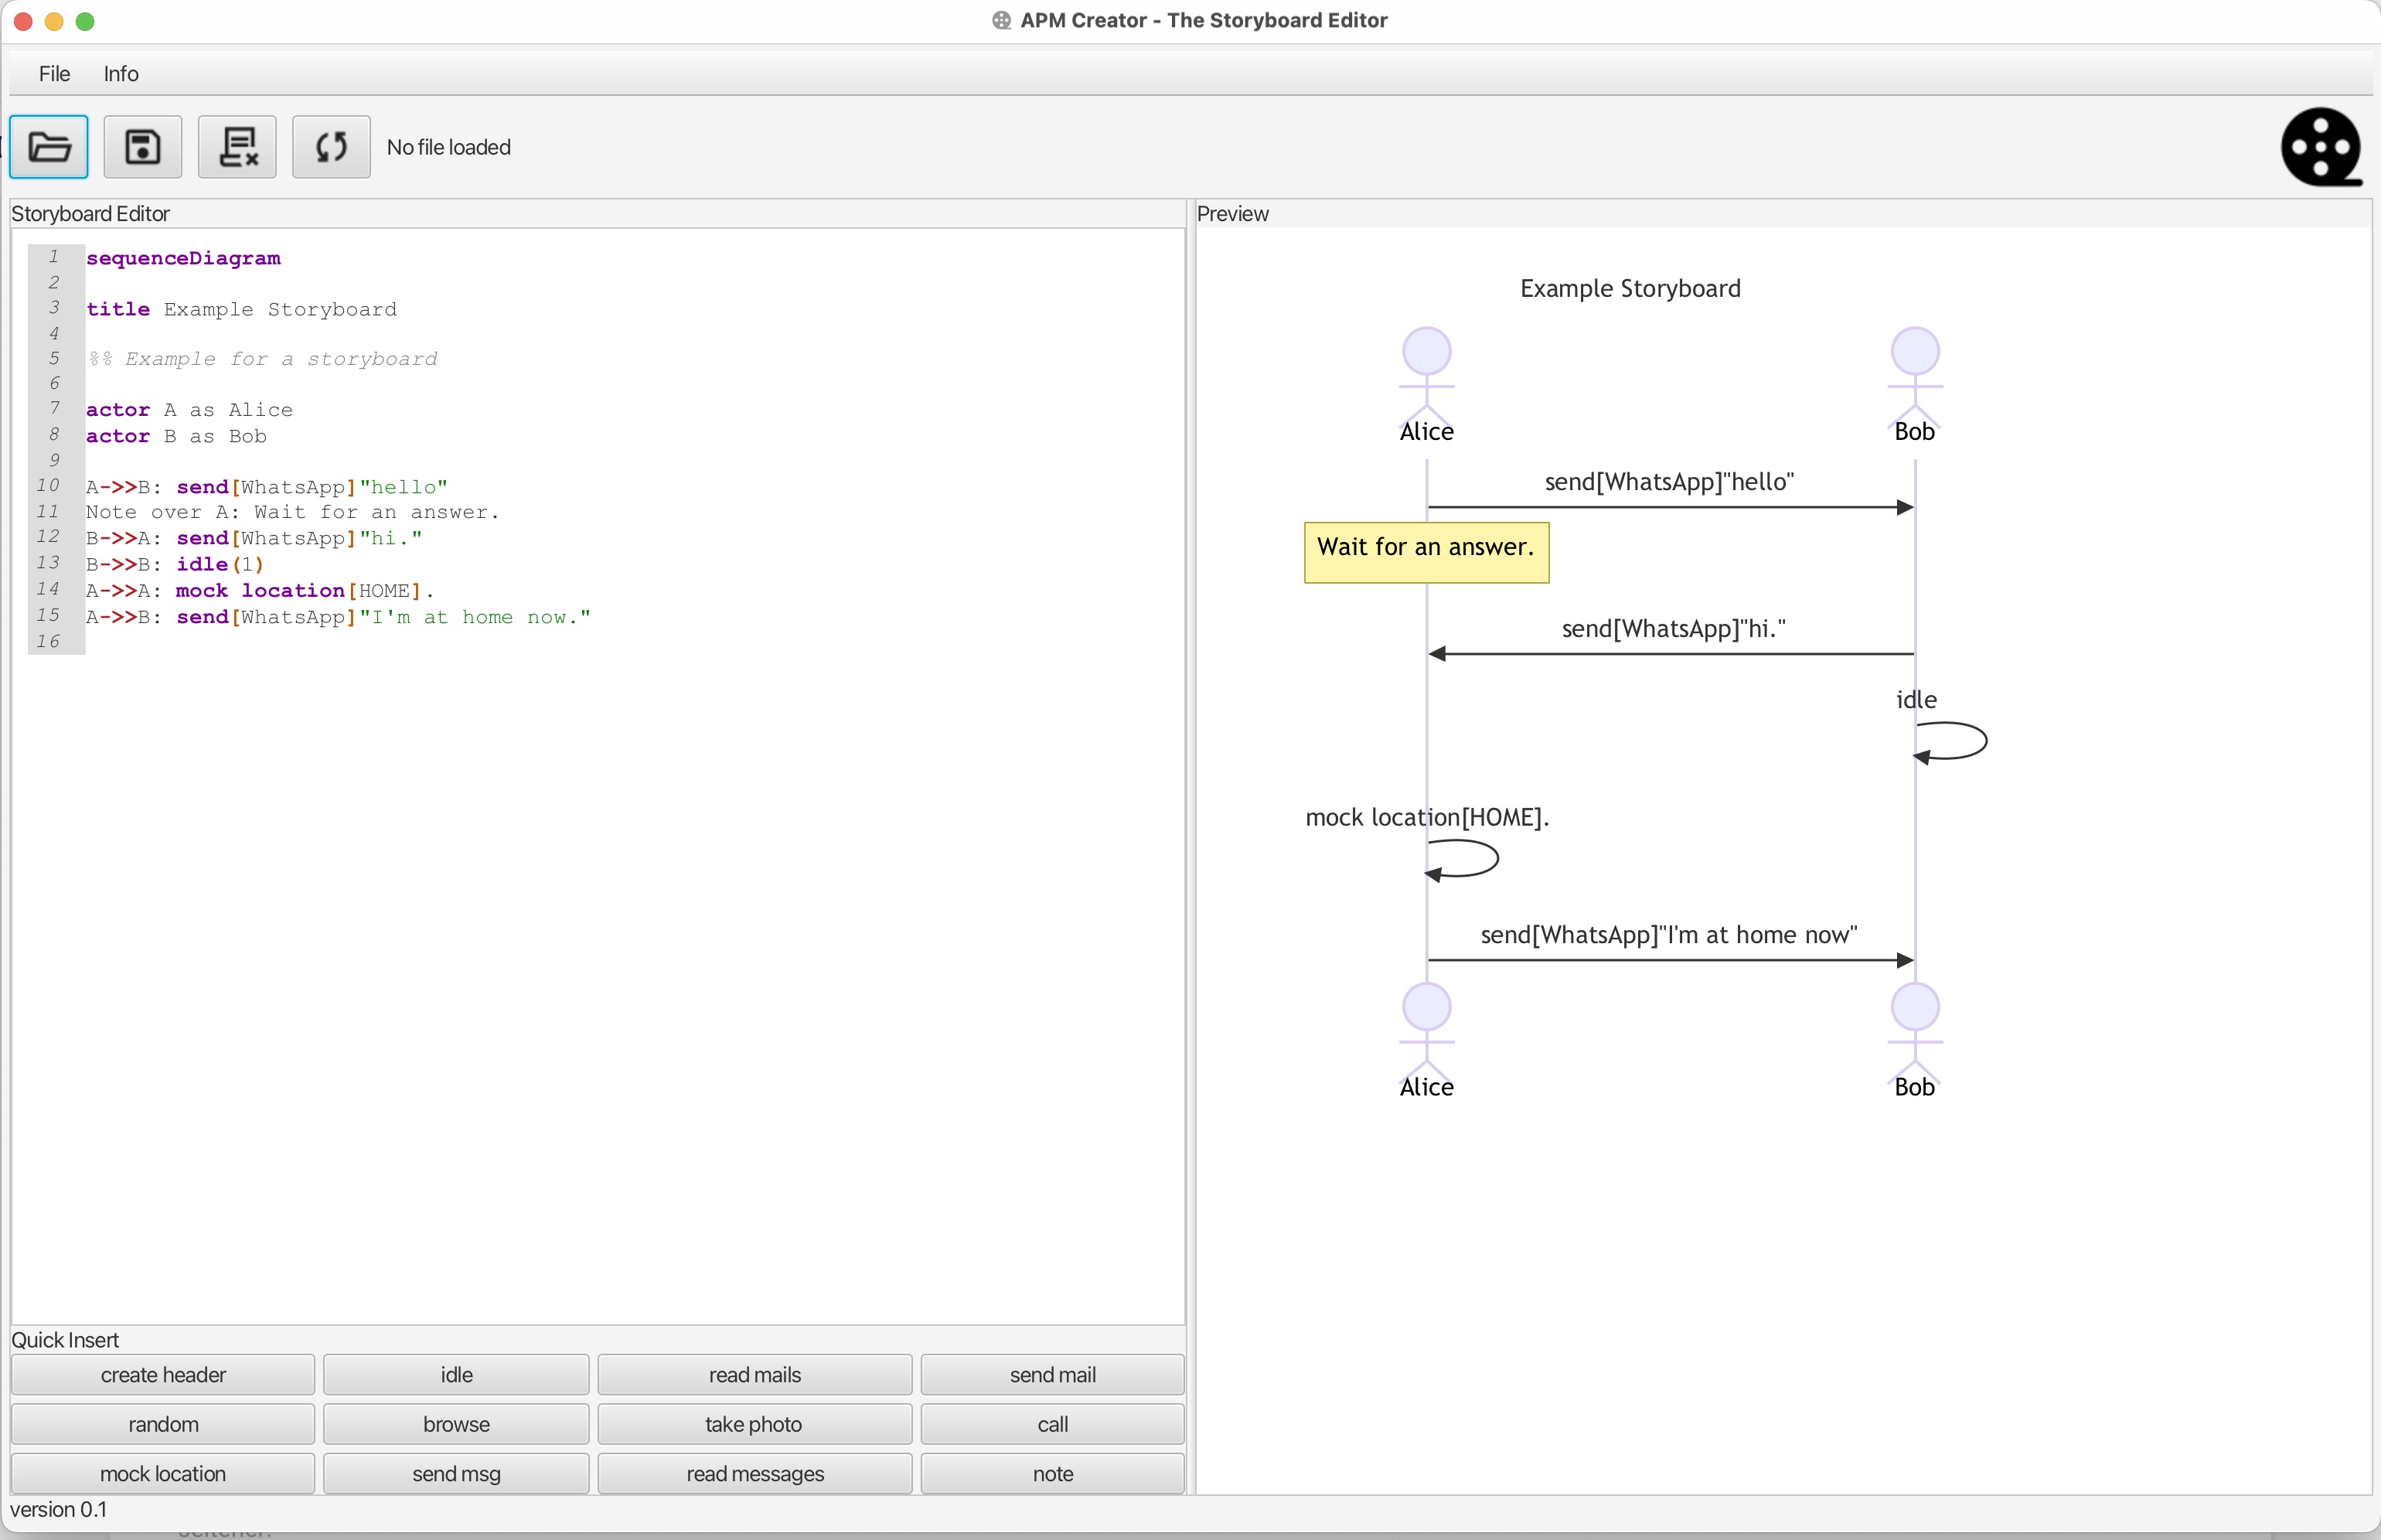 APM Creator - The Storyboard Editor
File Info
No file loaded
Storyboard Editor
1 sequenceDiagram
2
3 title Example Storyboard
4
5 %% Example for a storyboard
6
7 actor A as Alice
8 actor B as Bob
9
10 A->>B: send[WhatsApp]"hello"
11 Note over A: Wait for an answer.
12 B->>A: send[WhatsApp]"hi."
13 B->>B: idle(1)
14 A->>A: mock location[HOME].
15 A->>B: send[WhatsApp]"I'm at home now."
16
Preview
Example Storyboard
Alice Bob
send[WhatsApp]"hello"
Wait for an answer.
send[WhatsApp]"hi."
idle
mock location[HOME].
send[WhatsApp]"I'm at home now"
Alice Bob
Quick Insert
create header idle read mails send mail
random browse take photo call
mock location send msg read messages note
version 0.1